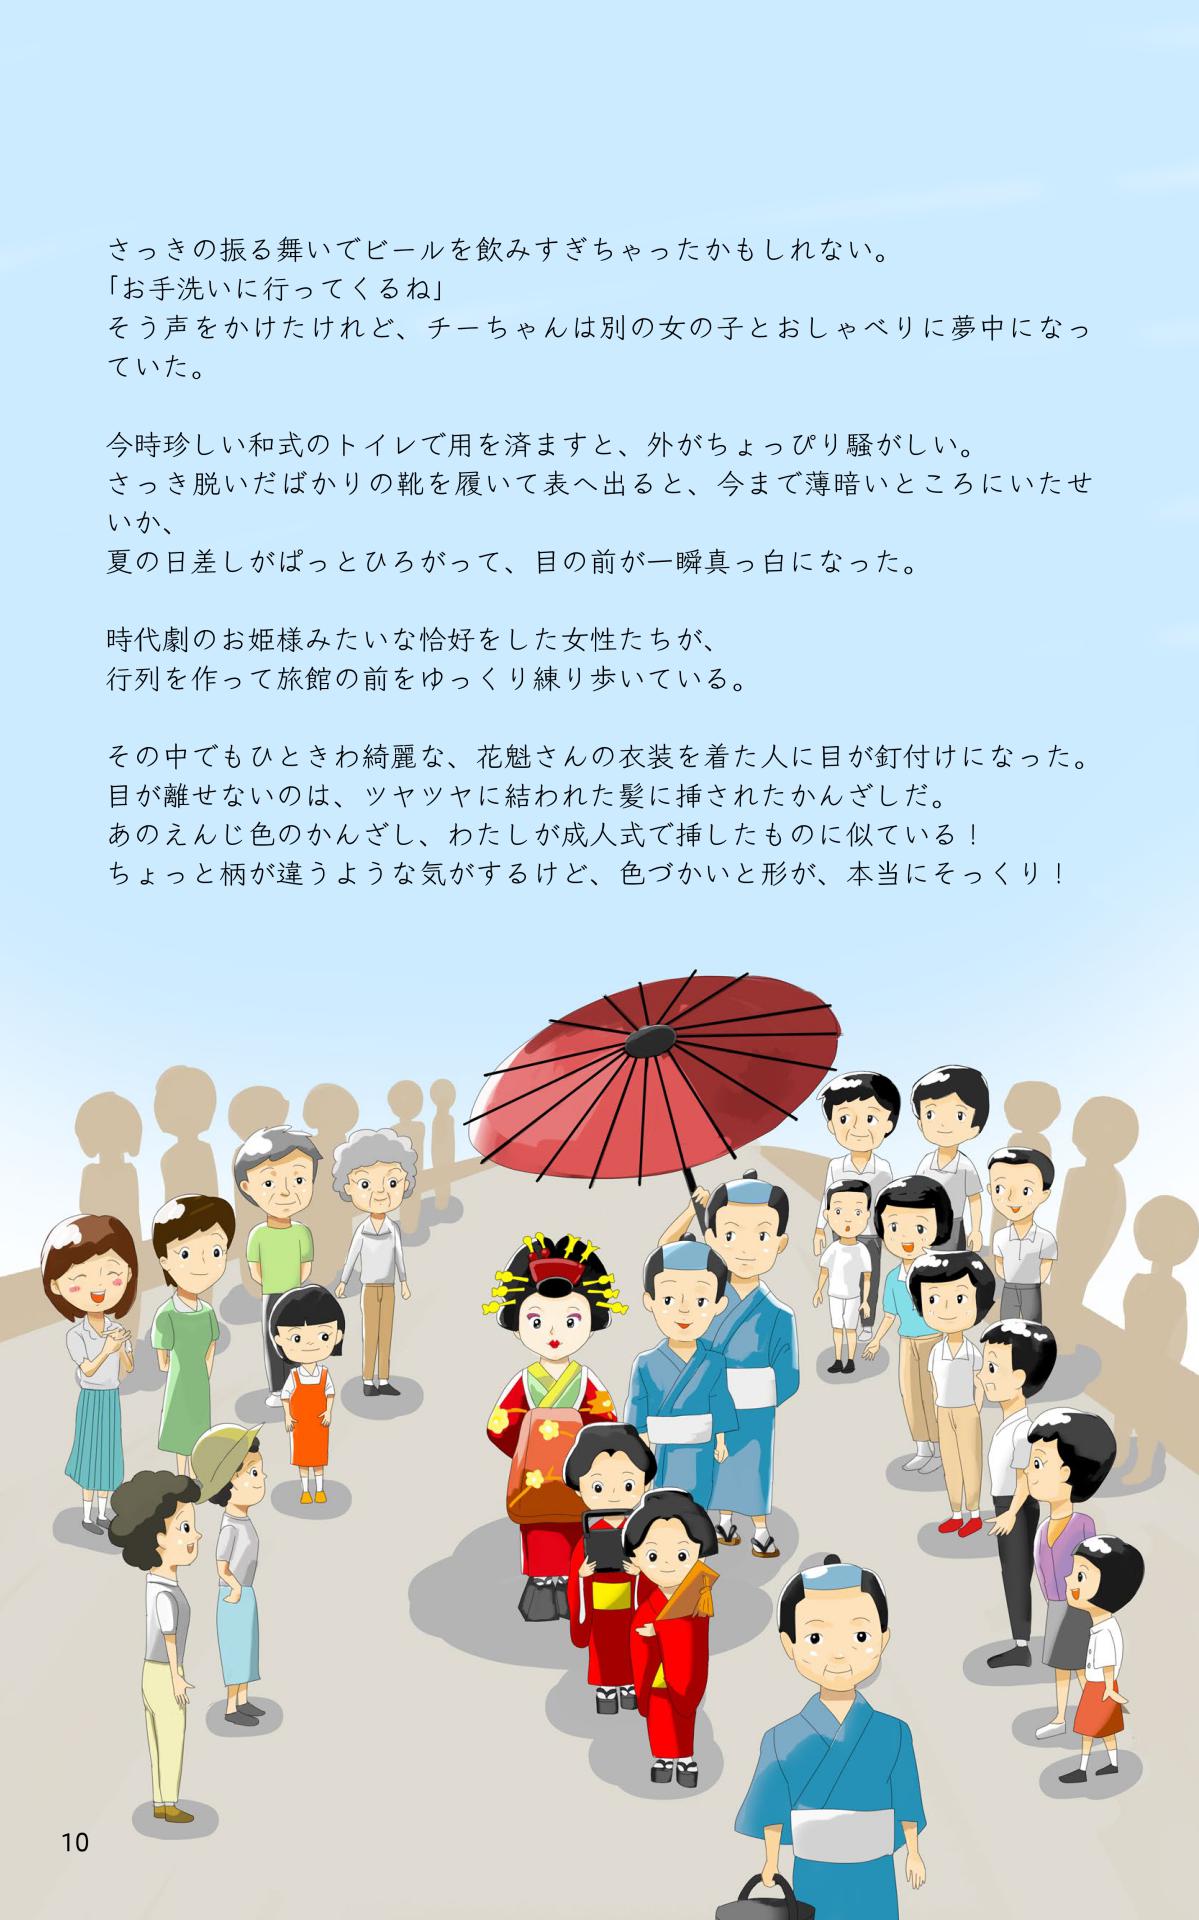 さっきの振る舞いでビールを飲みすぎちゃったかもしれない。
「お手洗いに行ってくるね」
そう声をかけたけれど、チーちゃんは別の女の子とおしゃべりに夢中になっ
ていた。
今時珍しい和式のトイレで用を済ますと、外がちょっぴり騒がしい。
さっき脱いだばかりの靴を履いて表へ出ると、今まで薄暗いところにいたせ
いか、
夏の日差しがぱっとひろがって、目の前が一瞬真っ白になった。
時代劇のお姫様みたいな恰好をした女性たちが、
行列を作って旅館の前をゆっくり練り歩いている。
その中でもひときわ綺麗な、花魁さんの衣装を着た人に目が釘付けになった。
目が離せないのは、ツヤツヤに結われた髪に挿されたかんざしだ。
あのえんじ色のかんざし、わたしが成人式で挿したものに似ている！
ちょっと柄が違うような気がするけど、色づかいと形が、本当にそっくり！
10